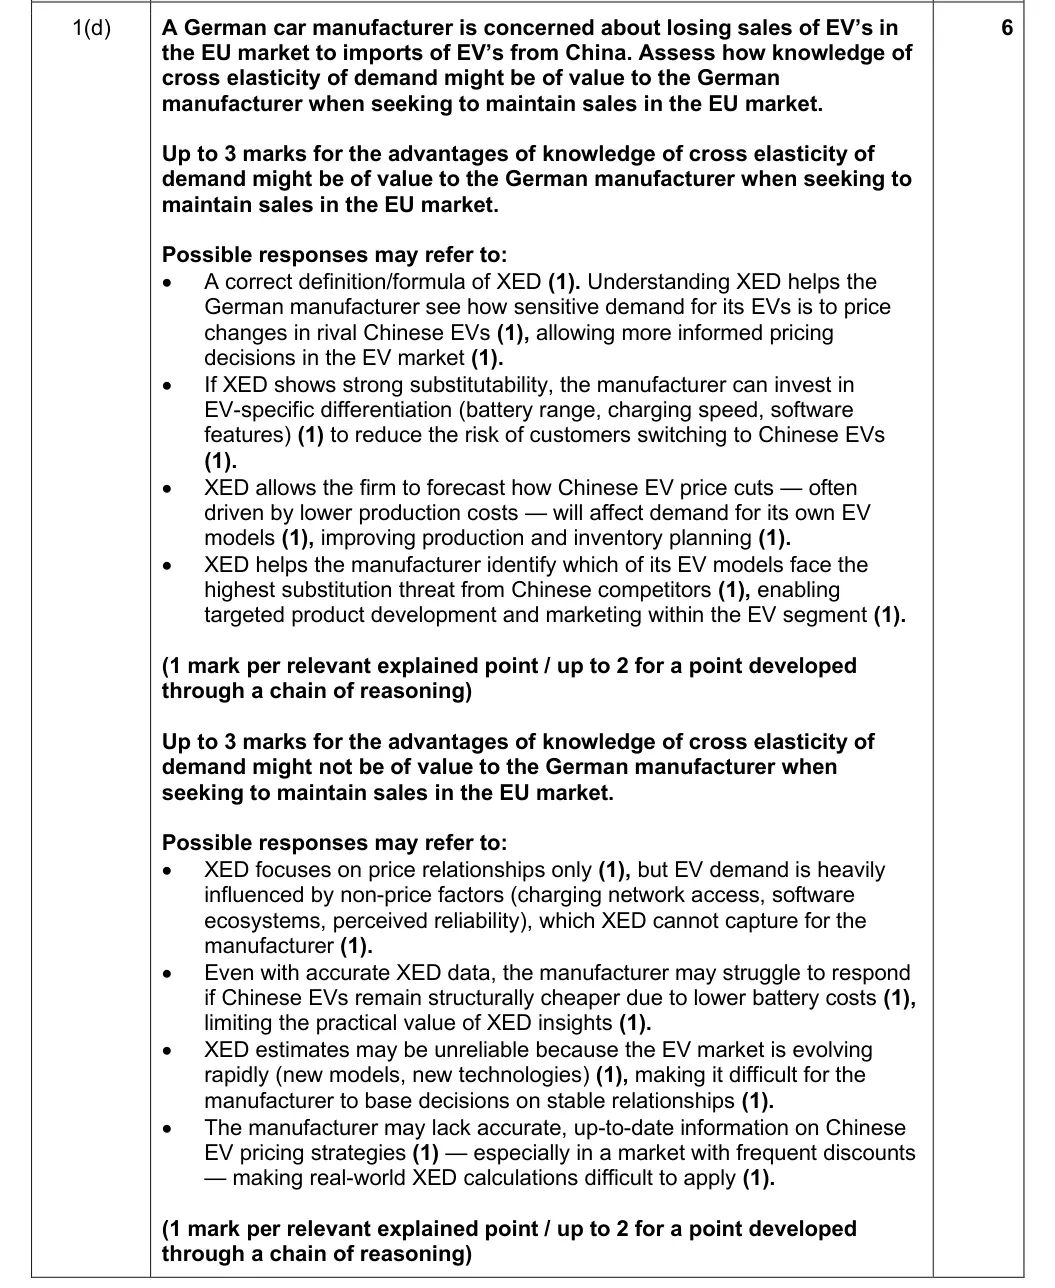 1(d)
A German car manufacturer is concerned about losing sales of EV’s in
the EU market to imports of EV’s from China. Assess how knowledge of
cross elasticity of demand might be of value to the German
manufacturer when seeking to maintain sales in the EU market.
6
Up to 3 marks for the advantages of knowledge of cross elasticity of
demand might be of value to the German manufacturer when seeking to
maintain sales in the EU market.
Possible responses may refer to:
• A correct definition/formula of XED (1). Understanding XED helps the
German manufacturer see how sensitive demand for its EVs is to price
changes in rival Chinese EVs (1), allowing more informed pricing
decisions in the EV market (1).
• If XED shows strong substitutability, the manufacturer can invest in
EV-specific differentiation (battery range, charging speed, software
features) (1) to reduce the risk of customers switching to Chinese EVs
(1).
• XED allows the firm to forecast how Chinese EV price cuts — often
driven by lower production costs — will affect demand for its own EV
models (1), improving production and inventory planning (1).
• XED helps the manufacturer identify which of its EV models face the
highest substitution threat from Chinese competitors (1), enabling
targeted product development and marketing within the EV segment (1).
(1 mark per relevant explained point / up to 2 for a point developed
through a chain of reasoning)
Up to 3 marks for the advantages of knowledge of cross elasticity of
demand might not be of value to the German manufacturer when
seeking to maintain sales in the EU market.
Possible responses may refer to:
• XED focuses on price relationships only (1), but EV demand is heavily
influenced by non-price factors (charging network access, software
ecosystems, perceived reliability), which XED cannot capture for the
manufacturer (1).
• Even with accurate XED data, the manufacturer may struggle to respond
if Chinese EVs remain structurally cheaper due to lower battery costs (1),
limiting the practical value of XED insights (1).
• XED estimates may be unreliable because the EV market is evolving
rapidly (new models, new technologies) (1), making it difficult for the
manufacturer to base decisions on stable relationships (1).
• The manufacturer may lack accurate, up-to-date information on Chinese
EV pricing strategies (1) — especially in a market with frequent discounts
— making real-world XED calculations difficult to apply (1).
(1 mark per relevant explained point / up to 2 for a point developed
through a chain of reasoning)